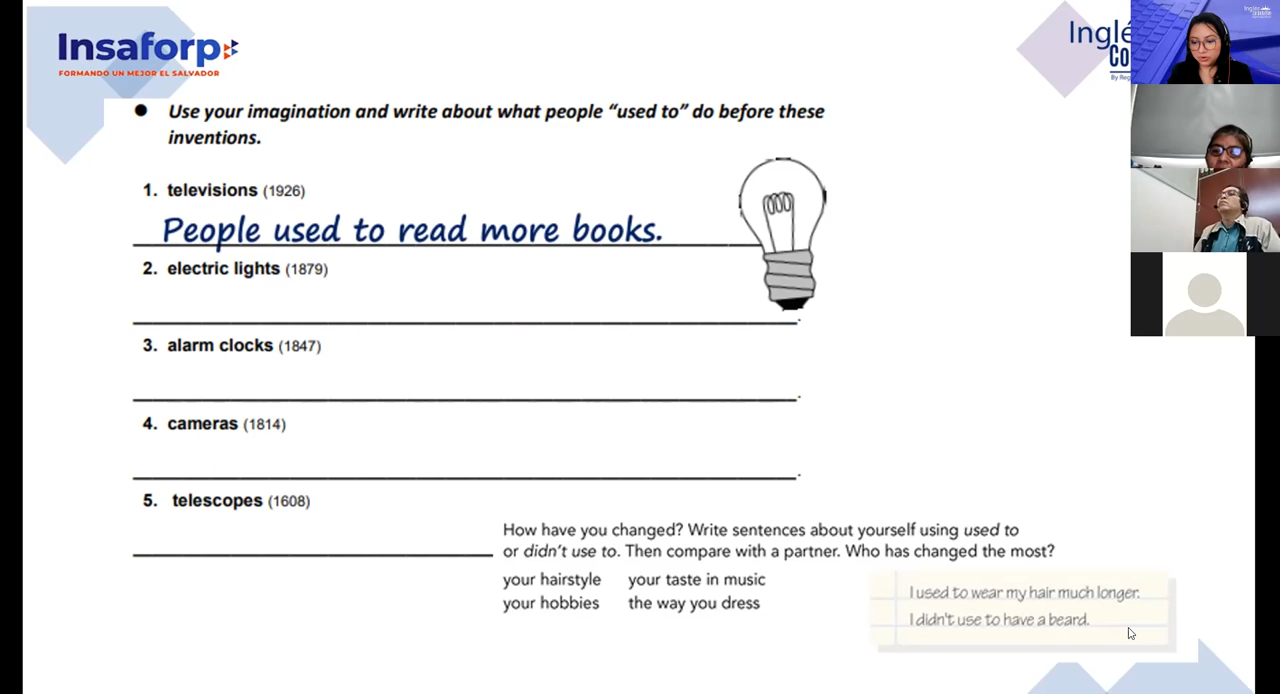 Insaforp
FORMANDO UN MEJOR EL SALVADOR
● Use your imagination and write about what people “used to” do before these
inventions.
1. televisions (1926)
People used to read more books.
2. electric lights (1879)
3. alarm clocks (1847)
4. cameras (1814)
5. telescopes (1608)
How have you changed? Write sentences about yourself using used to
or didn't use to. Then compare with a partner. Who has changed the most?
your hairstyle your taste in music
your hobbies the way you dress
I used to wear my hair much longer.
I didn't use to have a beard.